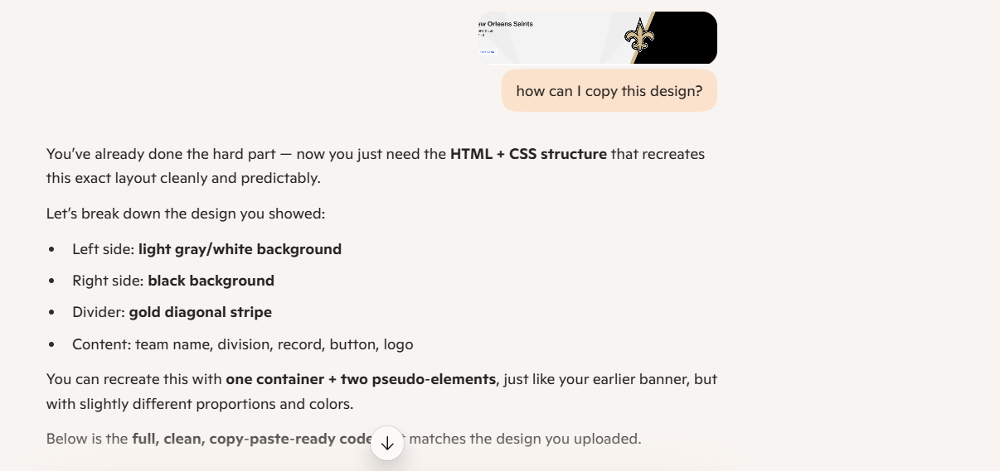 ew Orleans Saints
how can I copy this design?
You’ve already done the hard part — now you just need the HTML + CSS structure that recreates
this exact layout cleanly and predictably.
Let’s break down the design you showed:
• Left side: light gray/white background
• Right side: black background
• Divider: gold diagonal stripe
• Content: team name, division, record, button, logo
You can recreate this with one container + two pseudo-elements, just like your earlier banner, but
with slightly different proportions and colors.
Below is the full, clean, copy-paste-ready code matches the design you uploaded.